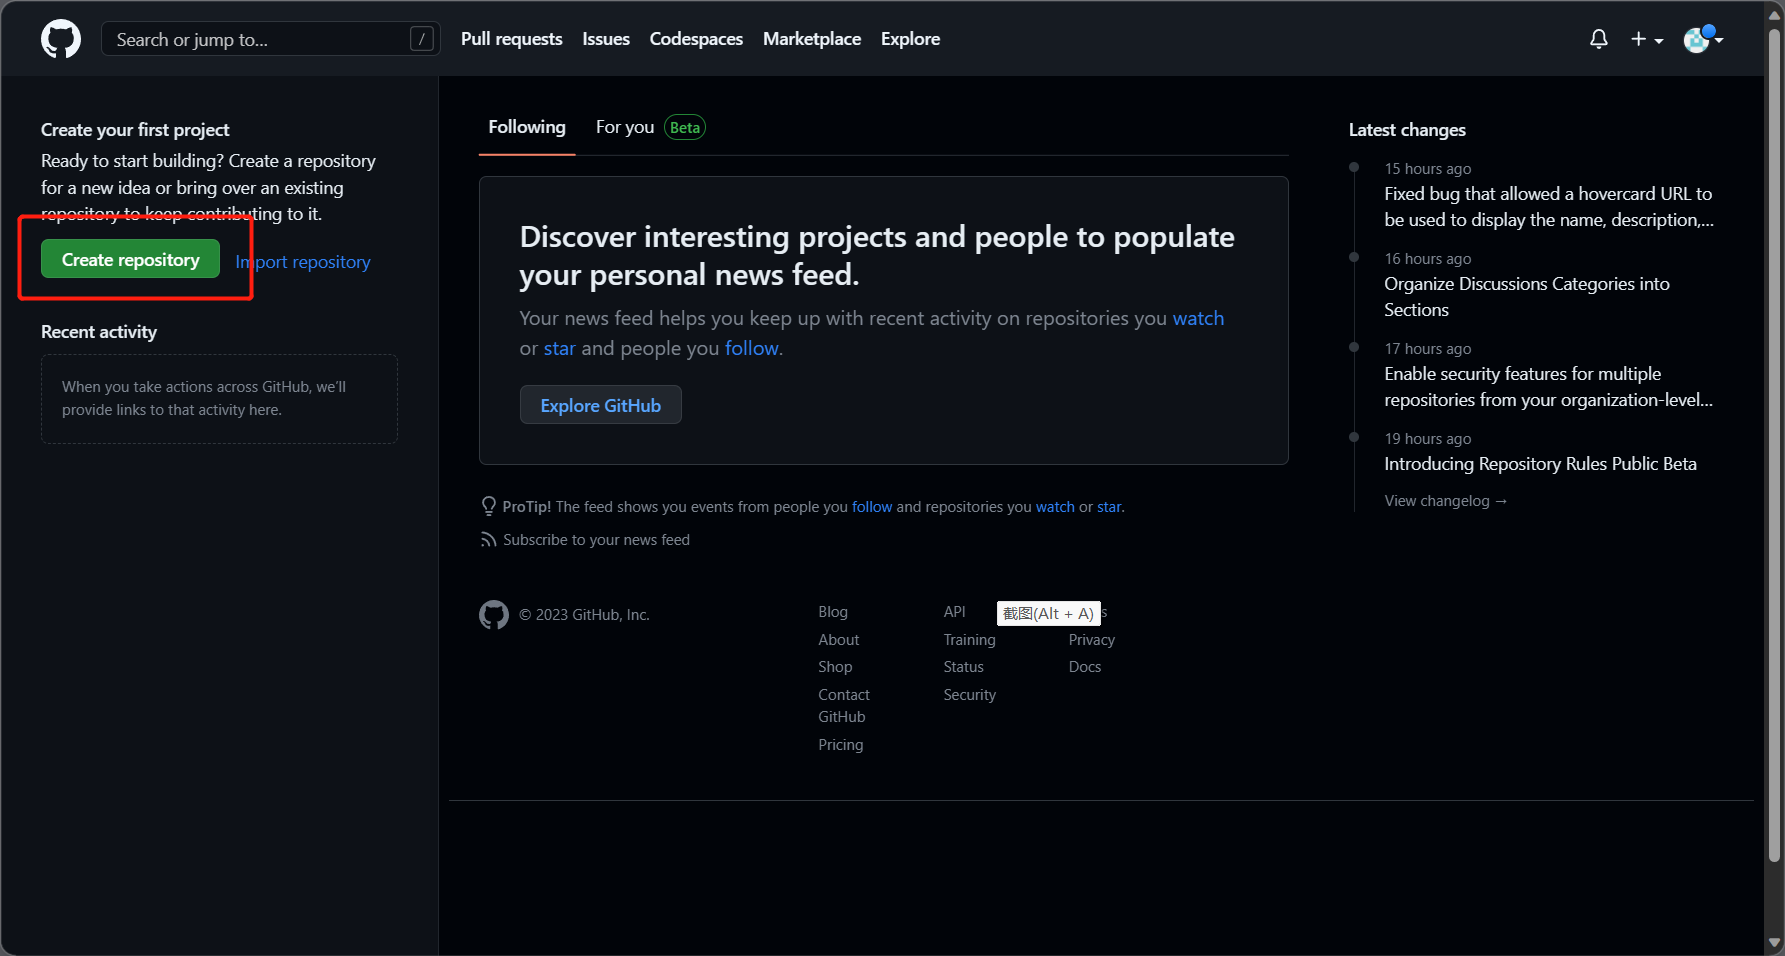 Search or jump to...
/
Pull requests
Issues
Codespaces
Marketplace
Explore
Create your first project
Ready to start building? Create a repository
for a new idea or bring over an existing
repository to keep contributing to it.
Create repository
Import repository
Recent activity
When you take actions across GitHub, we'll
provide links to that activity here.
Following
For you
Beta
Discover interesting projects and people to populate
your personal news feed.
Your news feed helps you keep up with recent activity on repositories you watch
or star and people you follow.
Explore GitHub
ProTip! The feed shows you events from people you follow and repositories you watch or star.
Subscribe to your news feed
Latest changes
15 hours ago
Fixed bug that allowed a hovercard URL to
be used to display the name, description,...
16 hours ago
Organize Discussions Categories into
Sections
17 hours ago
Enable security features for multiple
repositories from your organization-level...
19 hours ago
Introducing Repository Rules Public Beta
View changelog →
© 2023 GitHub, Inc.
Blog
About
Shop
Contact
GitHub
Pricing
API
Training
Status
Security
截图(Alt + A)
Privacy
Docs